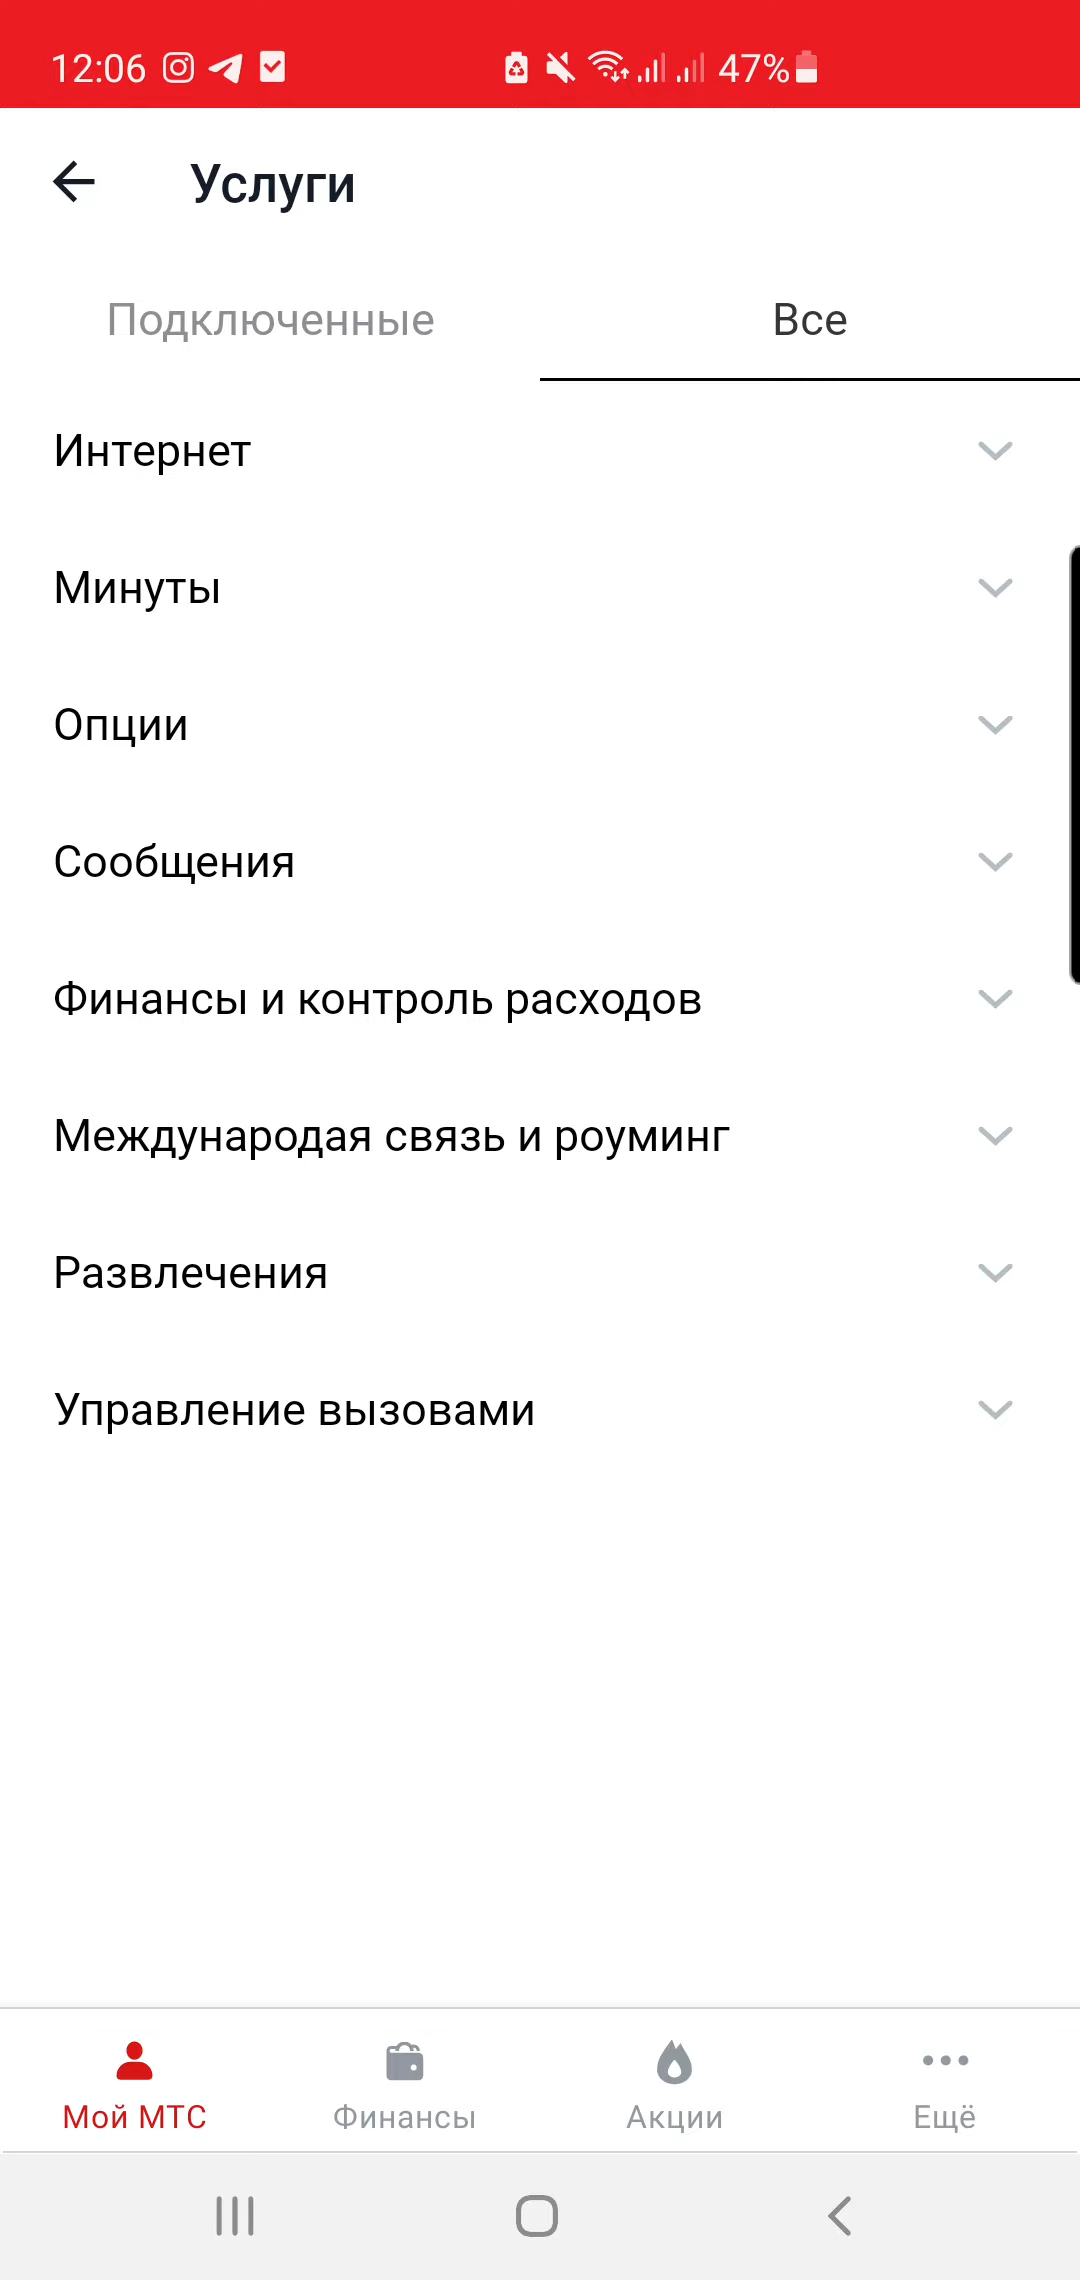 12:06
47%
Услуги
Подключенные
Все
Интернет
Минуты
Опции
Сообщения
Финансы и контроль расходов
Международая связь и роуминг
Развлечения
Управление вызовами
Мой МТС
Финансы
Акции
Ещё